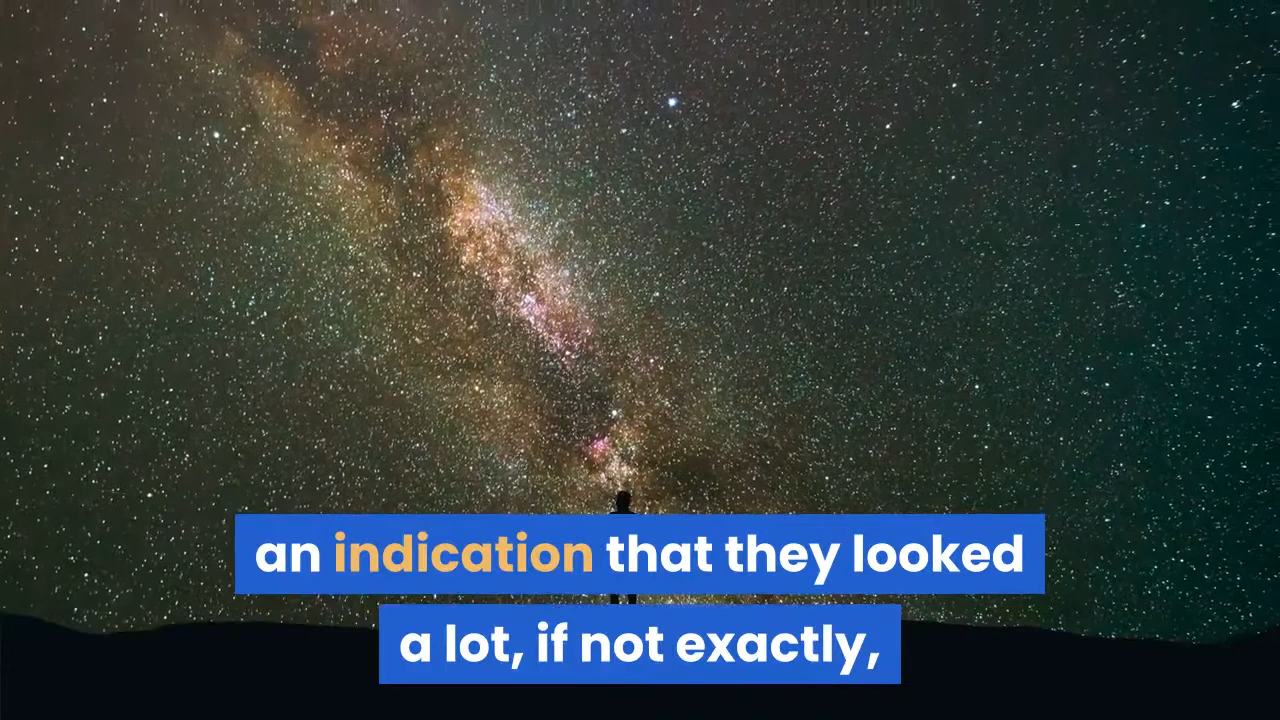 an indication that they looked
a lot, if not exactly,